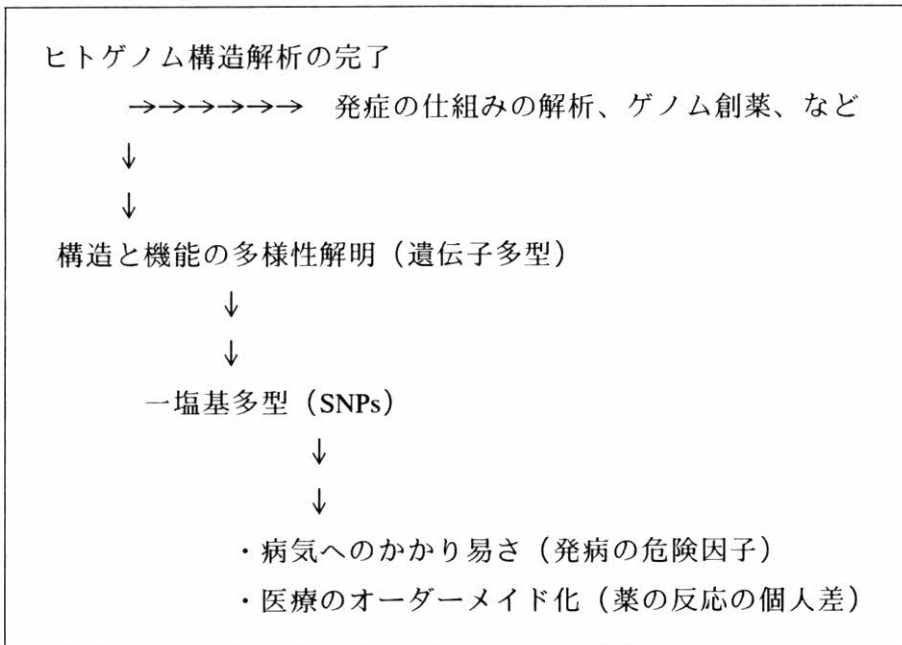 ヒトゲノム構造解析の完了
→→→→→→ 発症の仕組みの解析、ゲノム創薬、など
↓
↓
構造と機能の多様性解明（遺伝子多型）
↓
↓
一塩基多型（SNPs）
↓
↓
・病気へのかかり易さ（発病の危険因子）
・医療のオーダーメイド化（薬の反応の個人差）